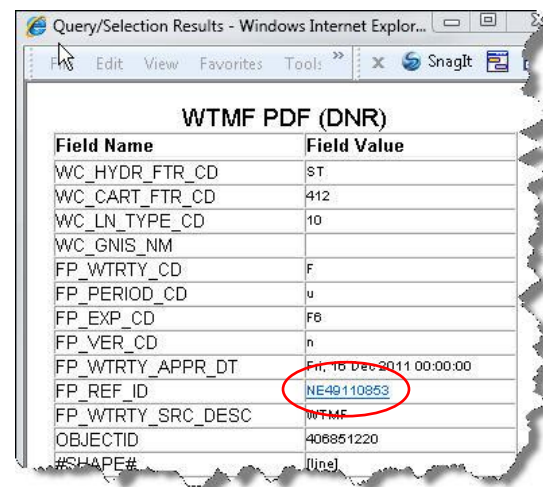 Query/Selection Results - Windows Internet Explor...
Edit View Favorites Tools » x SnagIt
WTMF PDF (DNR)
Field Name Field Value
WC_HYDR_FTR_CD ST
WC_CART_FTR_CD 412
WC_LN_TYPE_CD 10
WC_GNIS_NM
FP_WTRTY_CD F
FP_PERIOD_CD u
FP_EXP_CD F6
FP_VER_CD n
FP_WTRTY_APPR_DT Fri, 16 Dec 2011 00:00:00
FP_REF_ID NE49110853
FP_WTRTY_SRC_DESC WTMF
OBJECTID 406851220
#SHAPE# [line]